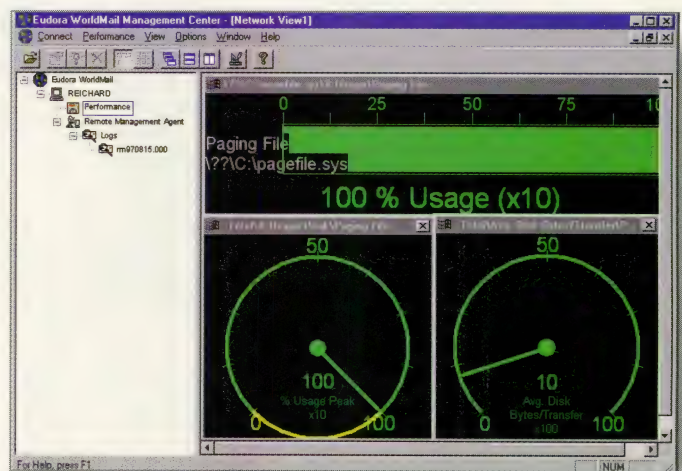 Eudora WorldMail Management Center - [Network View1]
Connect Performance View Options Window Help
Eudora WorldMail
REICHARD
Performance
Remote Management Agent
Logs
rm970815.000
0 25 50 75 10
Paging File
\??\C:\pagefile.sys
100 % Usage (x10)
50
100
% Usage Peak
x10
0 100
50
10
Avg. Disk
Bytes/Transfer
x100
0 100
For Help, press F1
NUM